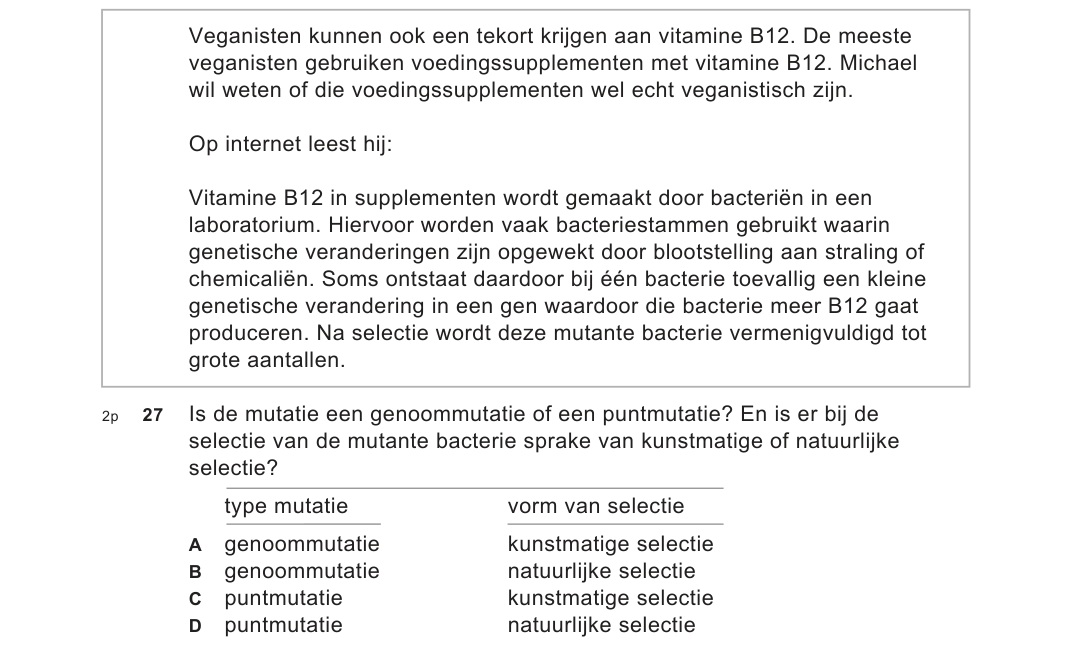 Veganisten kunnen ook een tekort krijgen aan vitamine B12. De meeste
veganisten gebruiken voedingssupplementen met vitamine B12. Michael
wil weten of die voedingssupplementen wel echt veganistisch zijn.
Op internet leest hij:
Vitamine B12 in supplementen wordt gemaakt door bacteriën in een
laboratorium. Hiervoor worden vaak bacteriestammen gebruikt waarin
genetische veranderingen zijn opgewekt door blootstelling aan straling of
chemicaliën. Soms ontstaat daardoor bij één bacterie toevallig een kleine
genetische verandering in een gen waardoor die bacterie meer B12 gaat
produceren. Na selectie wordt deze mutante bacterie vermenigvuldigd tot
grote aantallen.
2p 27 Is de mutatie een genoommutatie of een puntmutatie? En is er bij de
selectie van de mutante bacterie sprake van kunstmatige of natuurlijke
selectie?
type mutatie vorm van selectie
A genoommutatie kunstmatige selectie
B genoommutatie natuurlijke selectie
C puntmutatie kunstmatige selectie
D puntmutatie natuurlijke selectie